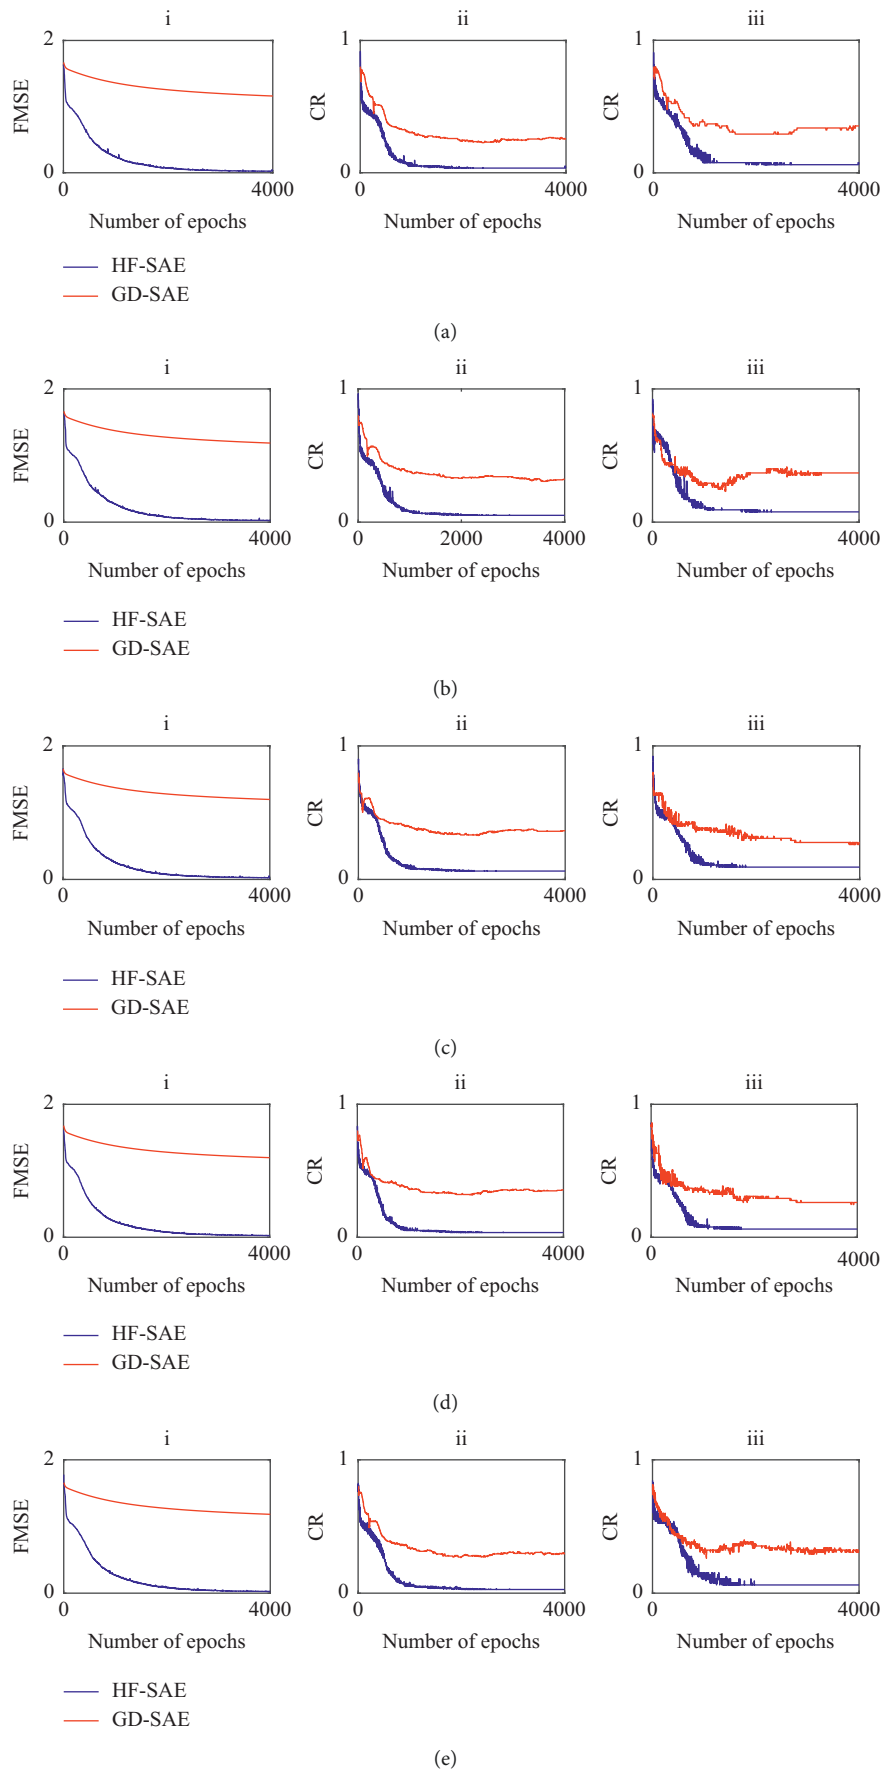 i
ii
iii
2
FMSE
0
0
4000
Number of epochs
1
CR
0
0
4000
Number of epochs
1
CR
0
0
4000
Number of epochs
HF-SAE
GD-SAE
(a)
i
ii
iii
2
FMSE
0
0
4000
Number of epochs
1
CR
0
0
2000
4000
Number of epochs
1
CR
0
0
4000
Number of epochs
HF-SAE
GD-SAE
(b)
i
ii
iii
2
FMSE
0
0
4000
Number of epochs
1
CR
0
0
4000
Number of epochs
1
CR
0
0
4000
Number of epochs
HF-SAE
GD-SAE
(c)
i
ii
iii
2
FMSE
0
0
4000
Number of epochs
1
CR
0
0
4000
Number of epochs
1
CR
0
0
4000
Number of epochs
HF-SAE
GD-SAE
(d)
i
ii
iii
2
FMSE
0
0
4000
Number of epochs
1
CR
0
0
4000
Number of epochs
1
CR
0
0
4000
Number of epochs
HF-SAE
GD-SAE
(e)